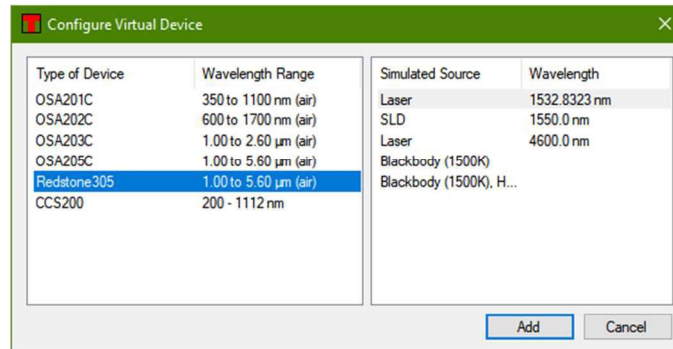 Configure Virtual Device
Type of Device Wavelength Range
OSA201C 350 to 1100 nm (air)
OSA202C 600 to 1700 nm (air)
OSA203C 1.00 to 2.60 µm (air)
OSA205C 1.00 to 5.60 µm (air)
Redstone305 1.00 to 5.60 µm (air)
CCS200 200 - 1112 nm
Simulated Source Wavelength
Laser 1532.8323 nm
SLD 1550.0 nm
Laser 4600.0 nm
Blackbody (1500K)
Blackbody (1500K), H...
Add Cancel